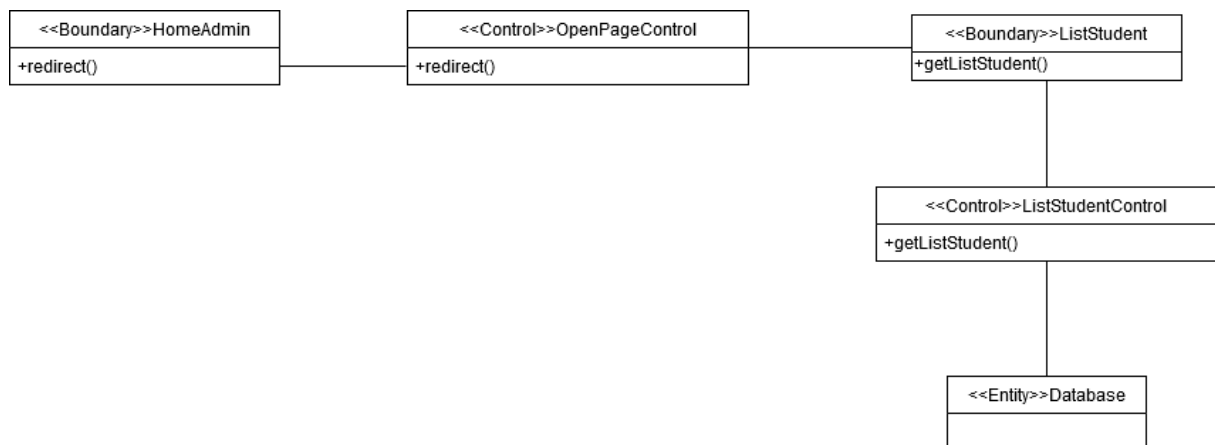 <<Boundary>>HomeAdmin
+redirect()
<<Control>>OpenPageControl
+redirect()
<<Boundary>>ListStudent
+getListStudent()
<<Control>>ListStudentControl
+getListStudent()
<<Entity>>Database